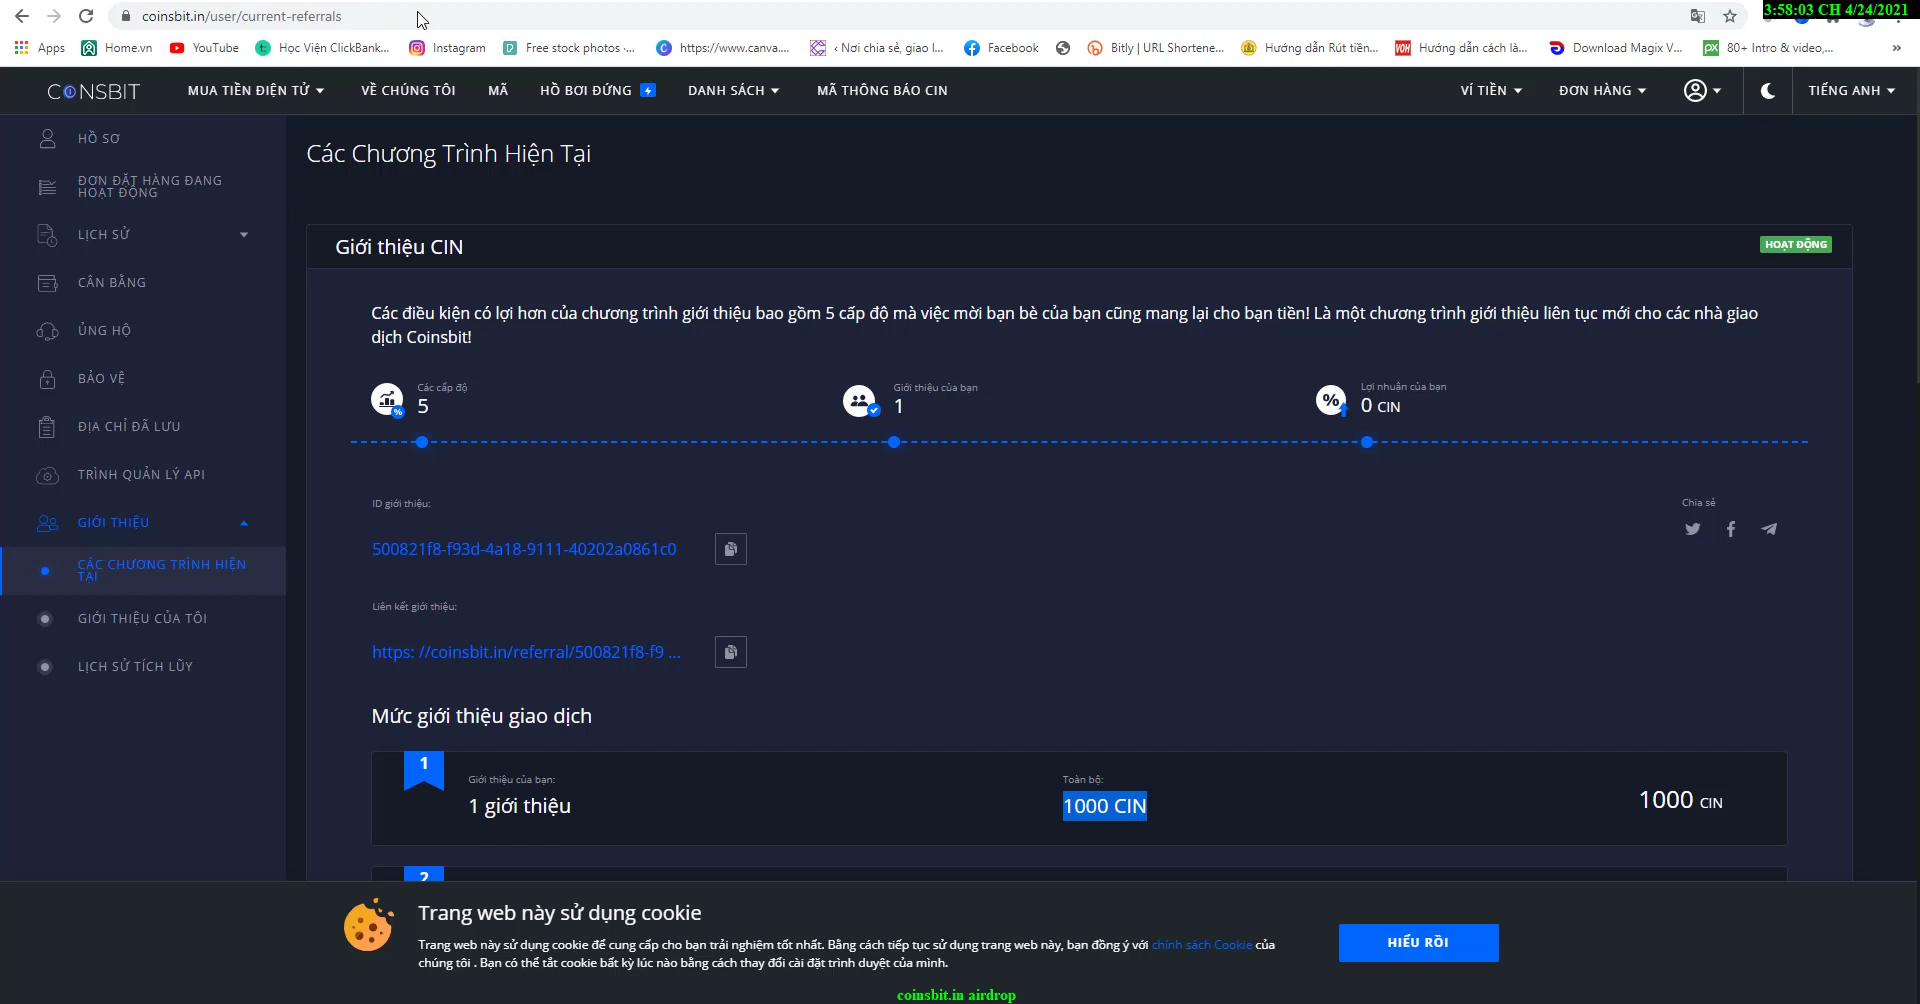 coinsbit.in/user/current-referrals
3:58:03 CH 4/24/2021
Apps
Home.vn
YouTube
Học Viện ClickBank...
Instagram
Free stock photos -...
https://www.canva....
‹ Nơi chia sẻ, giao l...
Facebook
Bitly | URL Shortene...
Hướng dẫn Rút tiền...
VOH
Hướng dẫn cách là...
Download Magix V...
px
80+ Intro & video,...
»
COINSBIT
MUA TIỀN ĐIỆN TỬ
VỀ CHÚNG TÔI
MÃ
HỒ BƠI ĐỨNG
DANH SÁCH
MÃ THÔNG BÁO CIN
VÍ TIỀN
ĐƠN HÀNG
TIẾNG ANH
HỒ SƠ
ĐƠN ĐẶT HÀNG ĐANG
HOẠT ĐỘNG
LỊCH SỬ
CÂN BẰNG
ỦNG HỘ
BẢO VỆ
ĐỊA CHỈ ĐÃ LƯU
TRÌNH QUẢN LÝ API
GIỚI THIỆU
CÁC CHƯƠNG TRÌNH HIỆN
TẠI
GIỚI THIỆU CỦA TÔI
LỊCH SỬ TÍCH LŨY
Các Chương Trình Hiện Tại
Giới thiệu CIN
HOẠT ĐỘNG
Các điều kiện có lợi hơn của chương trình giới thiệu bao gồm 5 cấp độ mà việc mời bạn bè của bạn cũng mang lại cho bạn tiền! Là một chương trình giới thiệu liên tục mới cho các nhà giao
dịch Coinsbit!
Các cấp độ
5
Giới thiệu của bạn
1
Lợi nhuận của bạn
0 CIN
ID giới thiệu:
500821f8-f93d-4a18-9111-40202a0861c0
Chia sẻ
Liên kết giới thiệu:
https: //coinsbit.in/referral/500821f8-f9 ...
Mức giới thiệu giao dịch
1
Giới thiệu của bạn:
1 giới thiệu
Toàn bộ:
1000 CIN
1000 CIN
2
Trang web này sử dụng cookie
Trang web này sử dụng cookie để cung cấp cho bạn trải nghiệm tốt nhất. Bằng cách tiếp tục sử dụng trang web này, bạn đồng ý với chính sách Cookie của
chúng tôi . Bạn có thể tắt cookie bất kỳ lúc nào bằng cách thay đổi cài đặt trình duyệt của mình.
HIỂU RỒI
coinsbit.in airdrop